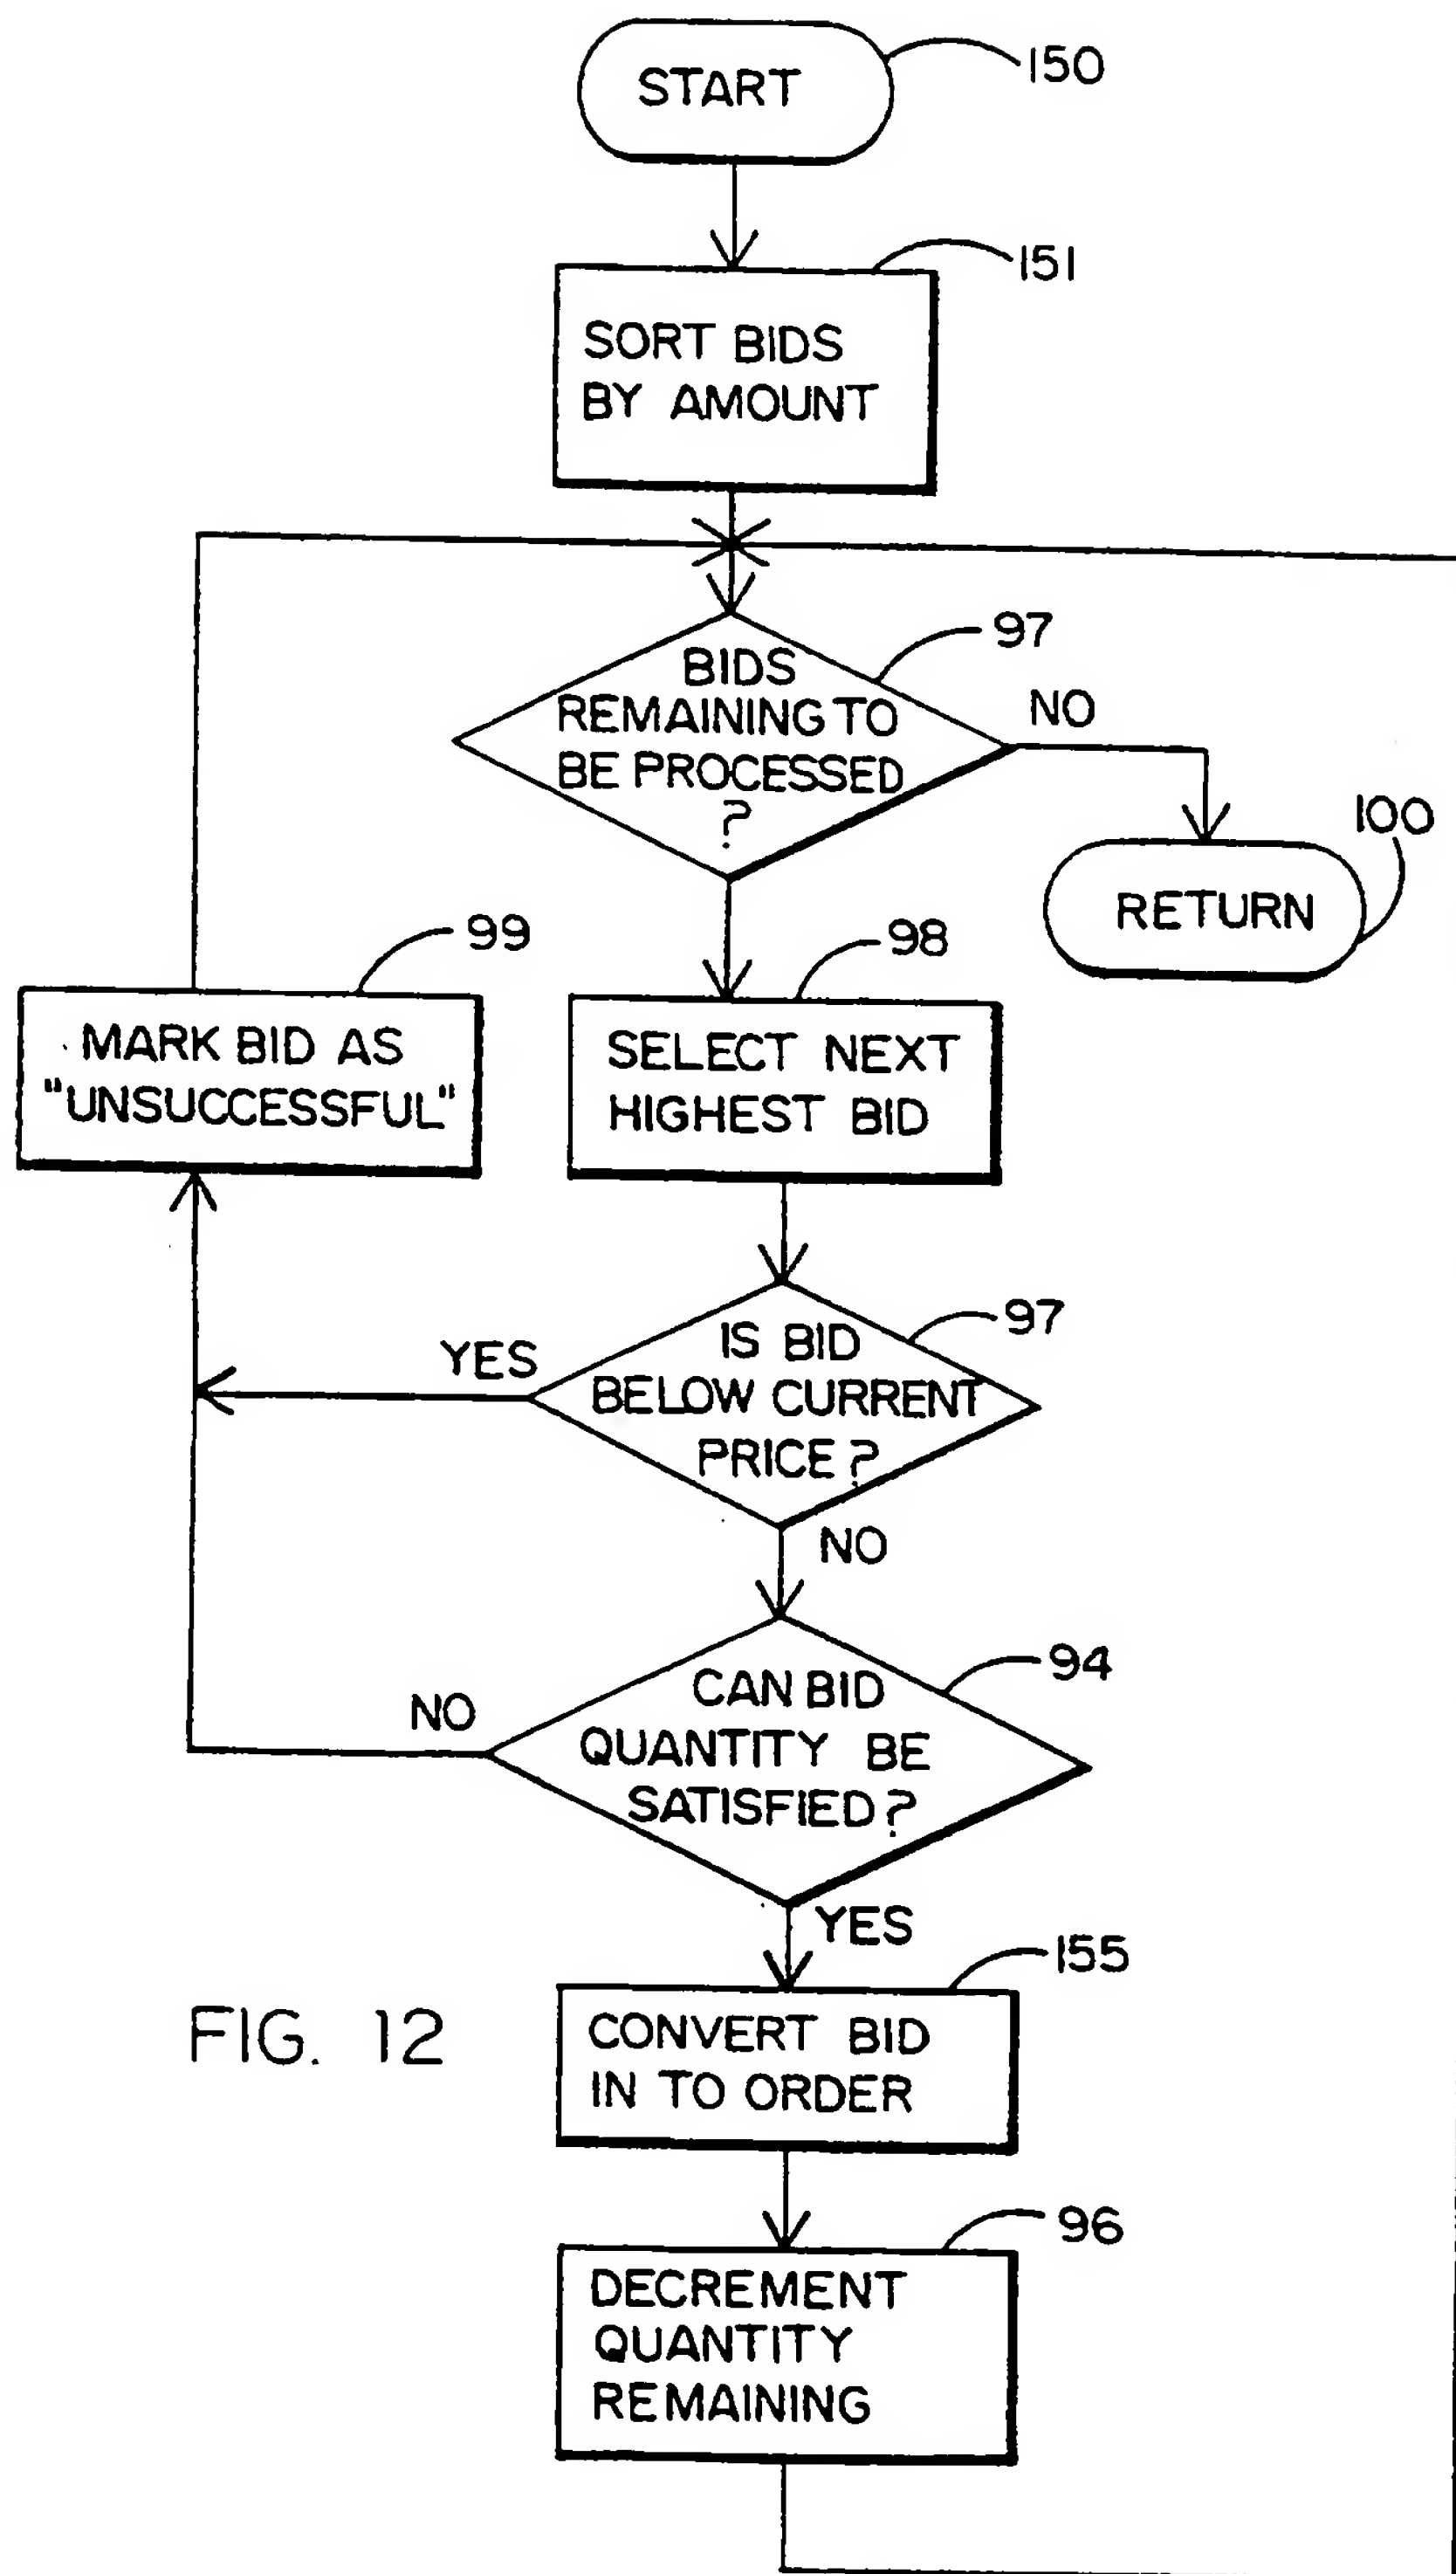 START
150
151
SORT BIDS
BY AMOUNT
97
BIDS
REMAINING TO
BE PROCESSED
?
NO
100
RETURN
99
MARK BID AS
"UNSUCCESSFUL"
98
SELECT NEXT
HIGHEST BID
97
YES
IS BID
BELOW CURRENT
PRICE?
NO
94
CAN BID
QUANTITY BE
SATISFIED?
NO
YES
155
CONVERT BID
IN TO ORDER
FIG. 12
96
DECREMENT
QUANTITY
REMAINING